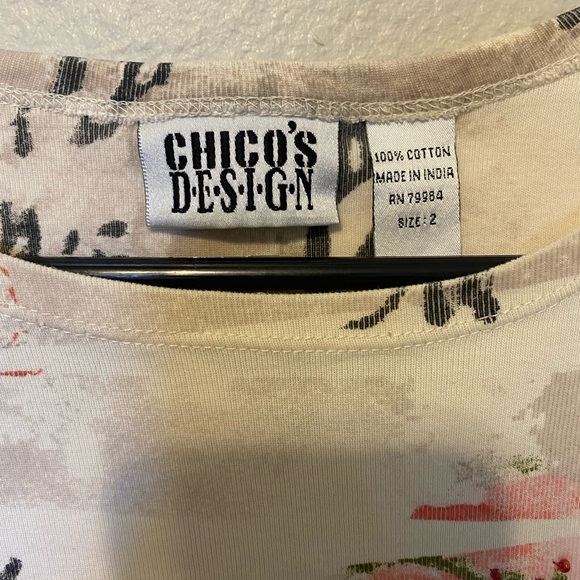 CHICO'S
D·E·S·I·G·N
100% COTTON
MADE IN INDIA
RN 79984
SIZE: 2